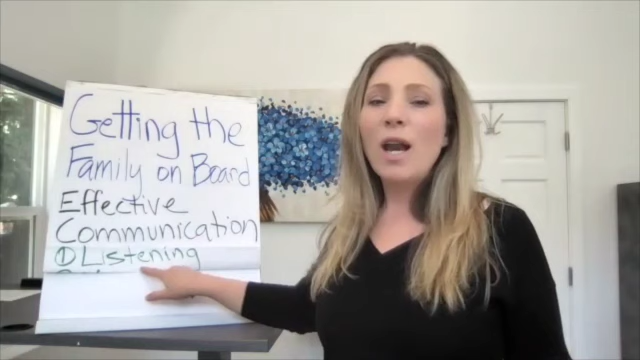 Getting the
Family on Board
Effective
Communication
① Listening